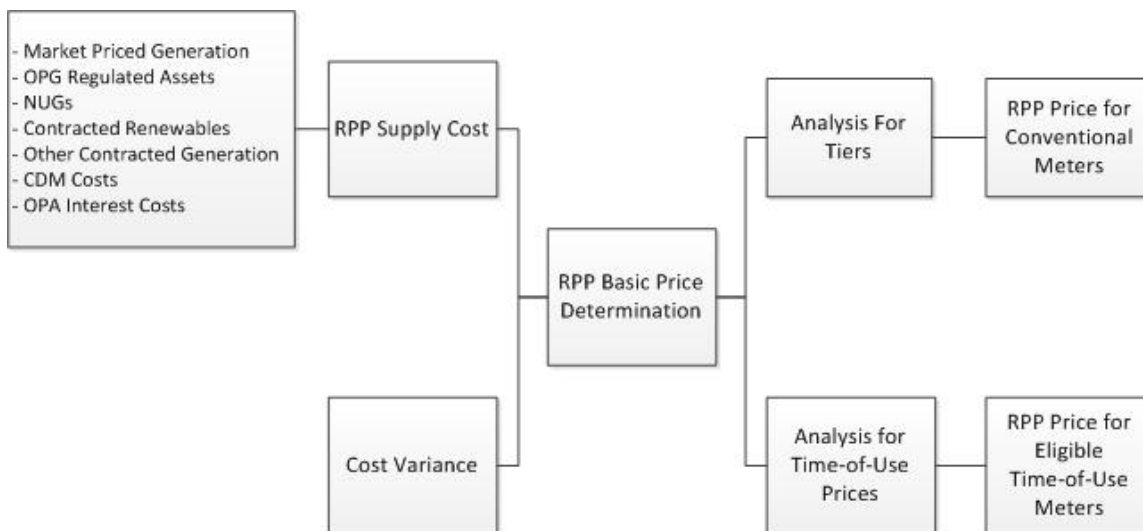 - Market Priced Generation
- OPG Regulated Assets
- NUGs
- Contracted Renewables
- Other Contracted Generation
- CDM Costs
- OPA Interest Costs
RPP Supply Cost
Cost Variance
RPP Basic Price
Determination
Analysis For
Tiers
RPP Price for
Conventional
Meters
Analysis for
Time-of-Use
Prices
RPP Price for
Eligible
Time-of-Use
Meters